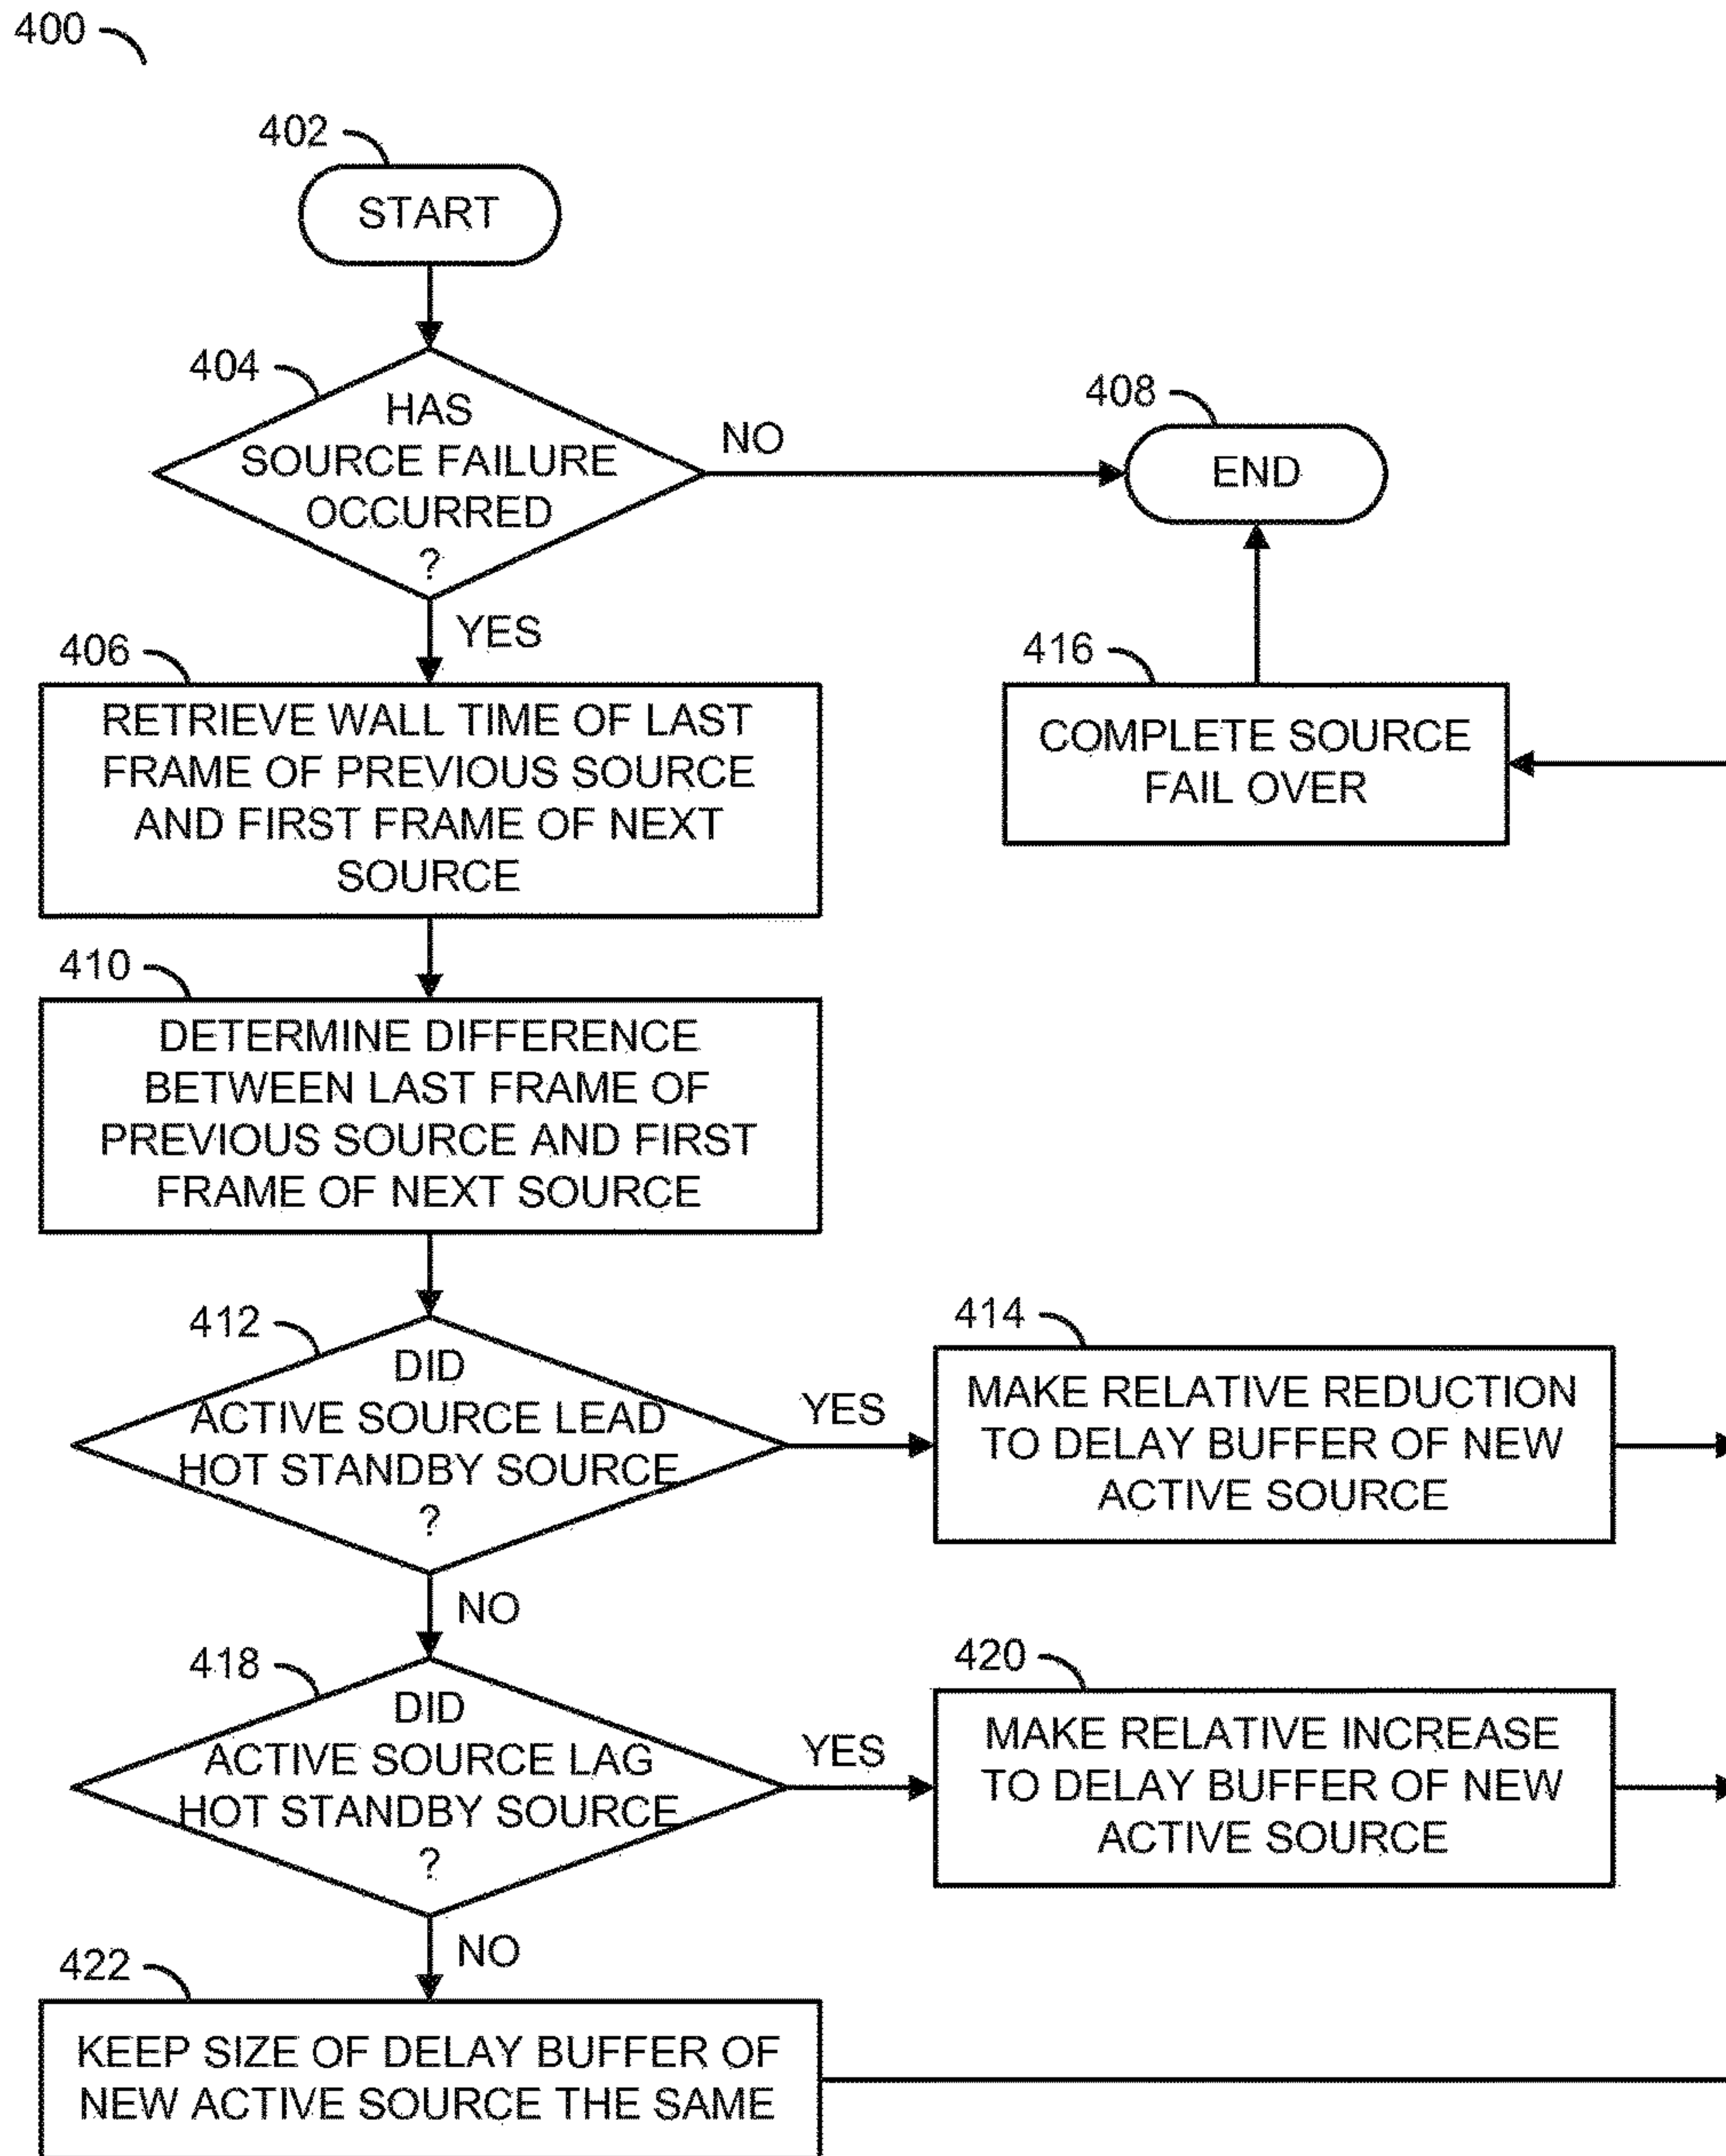 400
402
START
404
HAS
SOURCE FAILURE
OCCURRED
?
NO
408
END
YES
406
RETRIEVE WALL TIME OF LAST
FRAME OF PREVIOUS SOURCE
AND FIRST FRAME OF NEXT
SOURCE
416
COMPLETE SOURCE
FAIL OVER
410
DETERMINE DIFFERENCE
BETWEEN LAST FRAME OF
PREVIOUS SOURCE AND FIRST
FRAME OF NEXT SOURCE
412
DID
ACTIVE SOURCE LEAD
HOT STANDBY SOURCE
?
YES
414
MAKE RELATIVE REDUCTION
TO DELAY BUFFER OF NEW
ACTIVE SOURCE
NO
418
DID
ACTIVE SOURCE LAG
HOT STANDBY SOURCE
?
YES
420
MAKE RELATIVE INCREASE
TO DELAY BUFFER OF NEW
ACTIVE SOURCE
NO
422
KEEP SIZE OF DELAY BUFFER OF
NEW ACTIVE SOURCE THE SAME